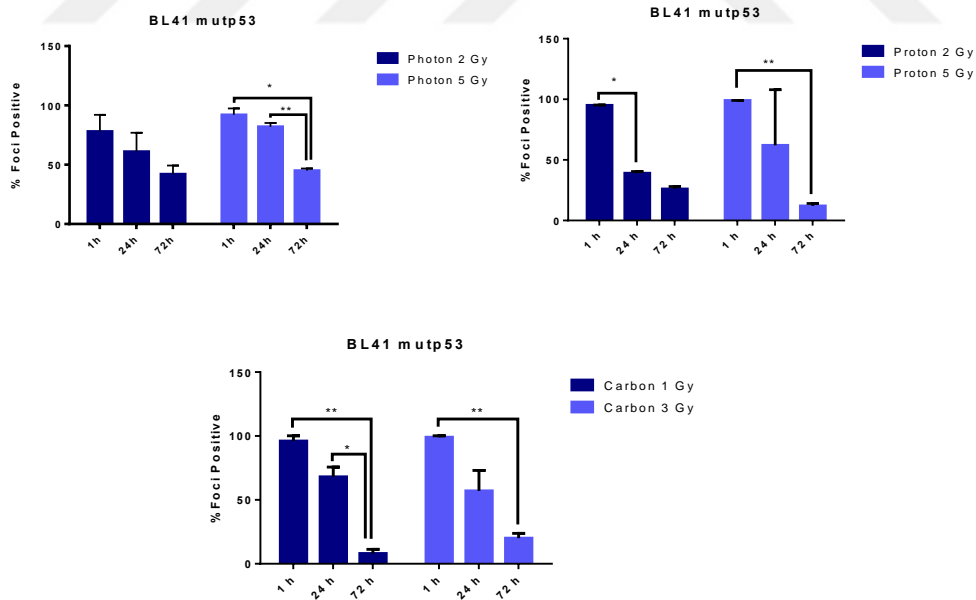 BL41 mutp53
150
100
50
0
% Foci Positive
1h
24h
72h
1h
24h
72h
*
**
Photon 2 Gy
Photon 5 Gy
BL41 mutp53
150
100
50
0
% Foci Positive
1 h
24 h
72 h
1 h
24 h
72 h
*
**
Proton 2 Gy
Proton 5 Gy
BL41 mutp53
150
100
50
0
% Foci Positive
1 h
24 h
72 h
1 h
24 h
72 h
**
*
**
Carbon 1 Gy
Carbon 3 Gy